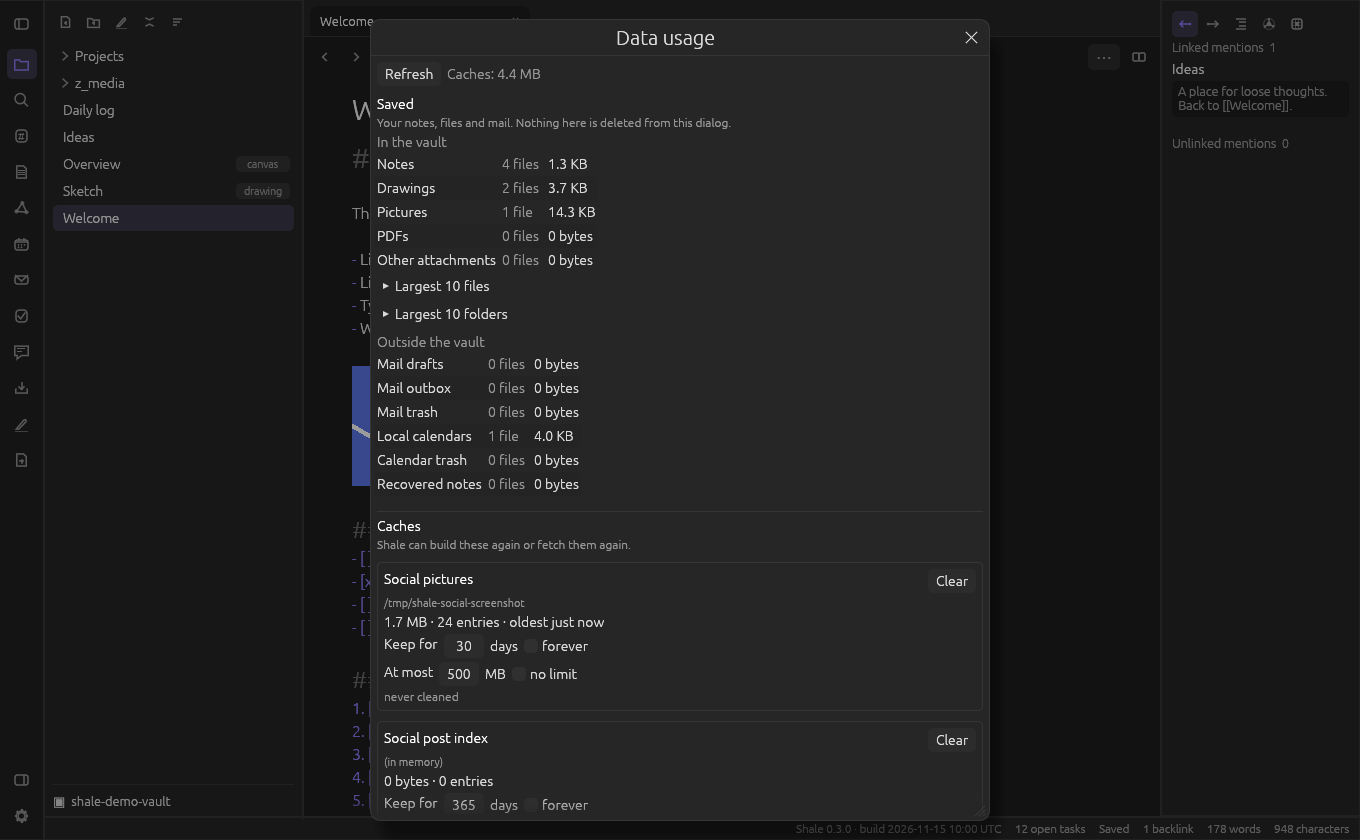 Welcome
Data usage
Refresh Caches: 4.4 MB
Saved
Your notes, files and mail. Nothing here is deleted from this dialog.
In the vault
Notes 4 files 1.3 KB
Drawings 2 files 3.7 KB
Pictures 1 file 14.3 KB
PDFs 0 files 0 bytes
Other attachments 0 files 0 bytes
Largest 10 files
Largest 10 folders
Outside the vault
Mail drafts 0 files 0 bytes
Mail outbox 0 files 0 bytes
Mail trash 0 files 0 bytes
Local calendars 1 file 4.0 KB
Calendar trash 0 files 0 bytes
Recovered notes 0 files 0 bytes
Caches
Shale can build these again or fetch them again.
Social pictures Clear
/tmp/shale-social-screenshot
1.7 MB · 24 entries · oldest just now
Keep for 30 days forever
At most 500 MB no limit
never cleaned
Social post index Clear
(in memory)
0 bytes · 0 entries
Keep for 365 days forever
Projects
z_media
Daily log
Ideas
Overview canvas
Sketch drawing
Welcome
shale-demo-vault
#
- [
- [x
- [
- [
1.
2.
3.
4.
5.
Linked mentions 1
Ideas
A place for loose thoughts.
Back to [[Welcome]].
Unlinked mentions 0
Shale 0.3.0 · build 2026-11-15 10:00 UTC 12 open tasks Saved 1 backlink 178 words 948 characters